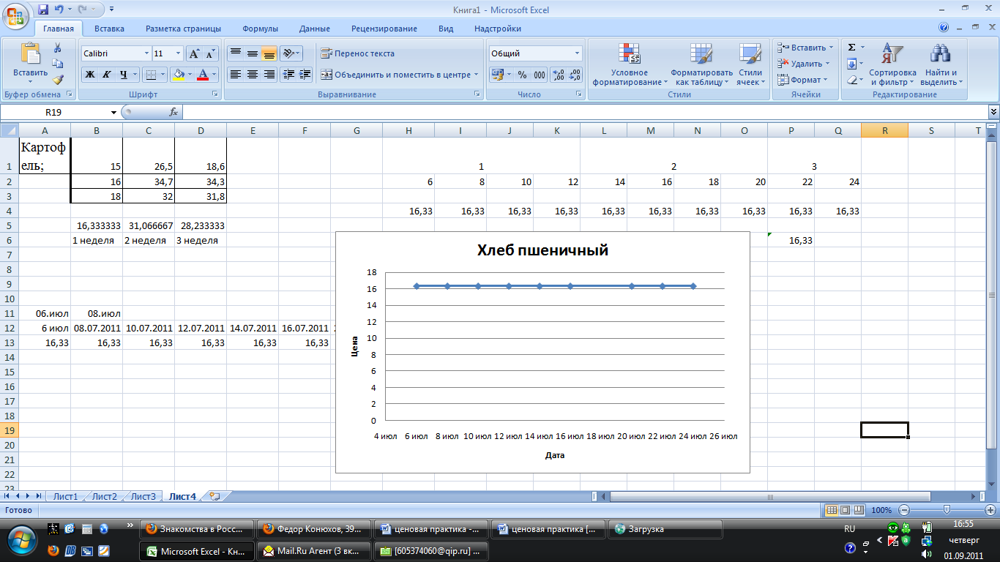 Книга1 - Microsoft Excel
Главная Вставка Разметка страницы Формулы Данные Рецензирование Вид Надстройки
Вставить
Буфер обмена
Calibri 11
Ж К Ч
Шрифт
Перенос текста
Объединить и поместить в центре
Выравнивание
Общий
% 000
Число
Условное форматирование
Форматировать как таблицу
Стили ячеек
Стили
Вставить
Удалить
Формат
Ячейки
Сортировка и фильтр
Найти и выделить
Редактирование
R19 fx
A B C D E F G H I J K L M N O P Q R S T
1 Картоф
ель; 15 26,5 18,6 1 2 3
2 16 34,7 34,3 6 8 10 12 14 16 18 20 22 24
3 18 32 31,8
4 16,33 16,33 16,33 16,33 16,33 16,33 16,33 16,33 16,33 16,33
5 16,333333 31,066667 28,233333
6 1 неделя 2 неделя 3 неделя 16,33
7
8
9
10
11 06.июл 08.июл
12 6 июл 08.07.2011 10.07.2011 12.07.2011 14.07.2011 16.07.2011
13 16,33 16,33 16,33 16,33 16,33 16,33
14
15
16
17
18
19
20
21
22
23
Хлеб пшеничный
Цена
18
16
14
12
10
8
6
4
2
0
4 июл 6 июл 8 июл 10 июл 12 июл 14 июл 16 июл 18 июл 20 июл 22 июл 24 июл 26 июл
Дата
Лист1 Лист2 Лист3 Лист4
Готово 100%
Знакомства в Росс... Федор Конюхов, 39... ценовая практика -... ценовая практика [... Загрузка
RU 16:55
Microsoft Excel - Кн... Mail.Ru Агент (3 вк... [605374060@qip.ru] ...
четверг
01.09.2011